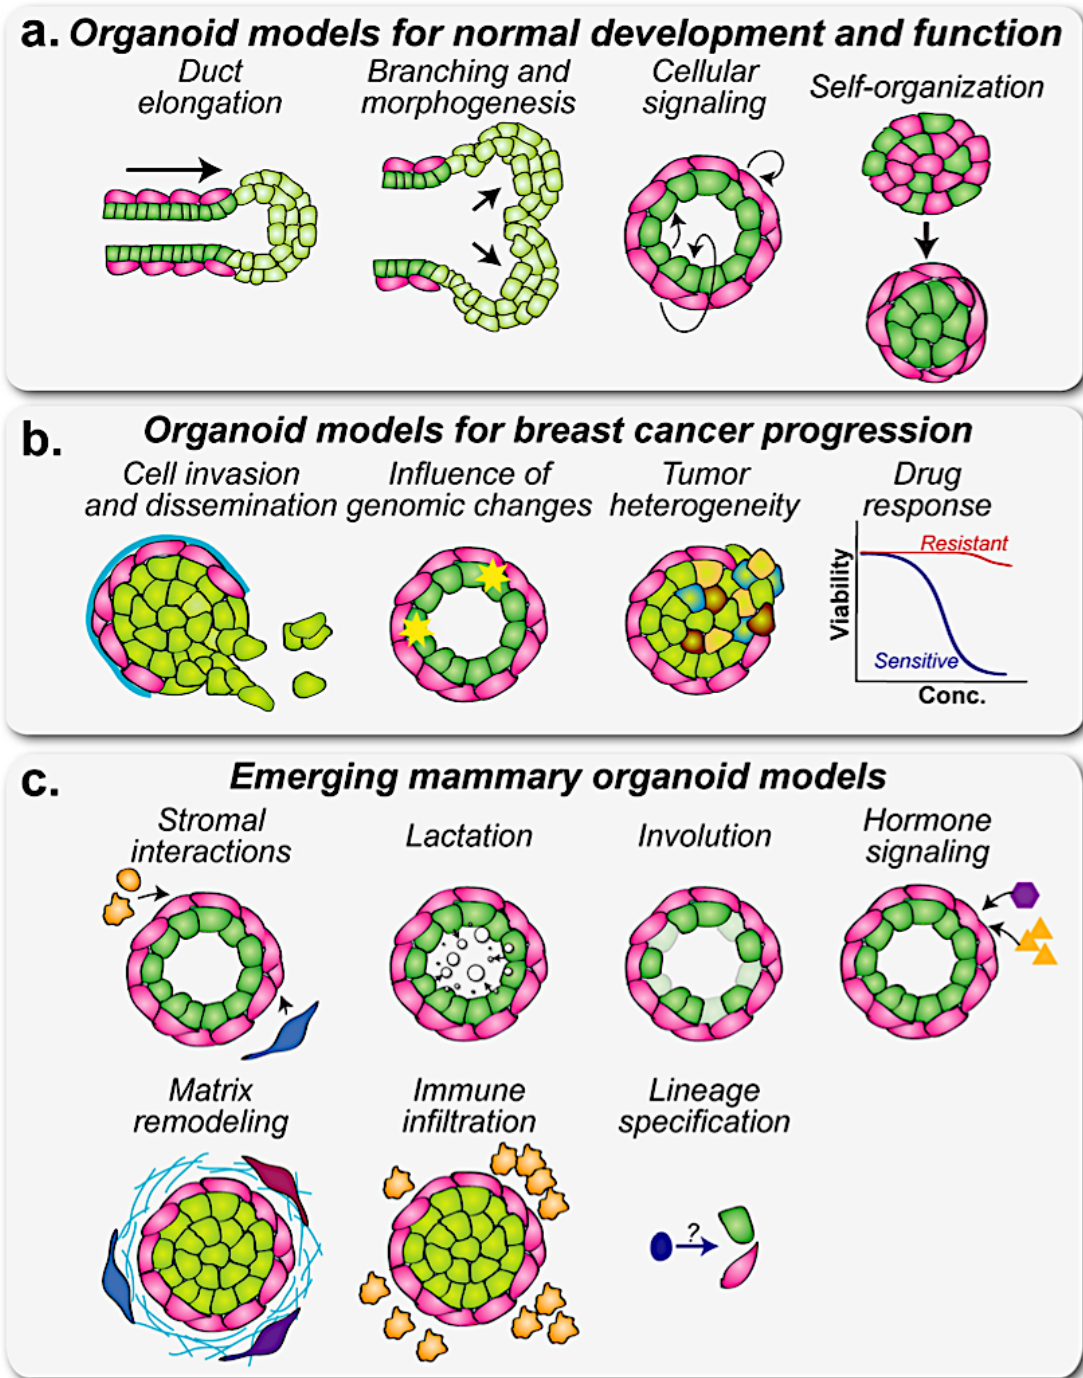 a. Organoid models for normal development and function
Duct
elongation
Branching and
morphogenesis
Cellular
signaling
Self-organization
b. Organoid models for breast cancer progression
Cell invasion
and dissemination
Influence of
genomic changes
Tumor
heterogeneity
Drug
response
Resistant
Viability
Sensitive
Conc.
c. Emerging mammary organoid models
Stromal
interactions
Lactation
Involution
Hormone
signaling
Matrix
remodeling
Immune
infiltration
Lineage
specification
?